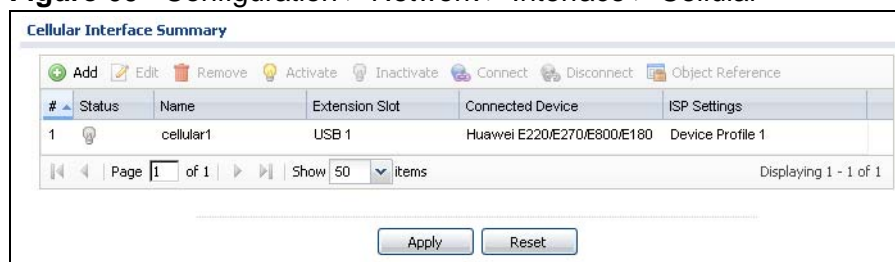 Cellular Interface Summary
Add Edit Remove Activate Inactivate Connect Disconnect Object Reference
# Status Name Extension Slot Connected Device ISP Settings
1 cellular1 USB 1 Huawei E220/E270/E800/E180 Device Profile 1
Page 1 of 1 Show 50 items Displaying 1 - 1 of 1
Apply Reset